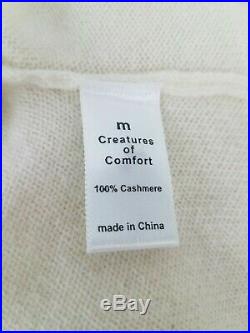 m
Creatures
of
Comfort
100% Cashmere
made in China